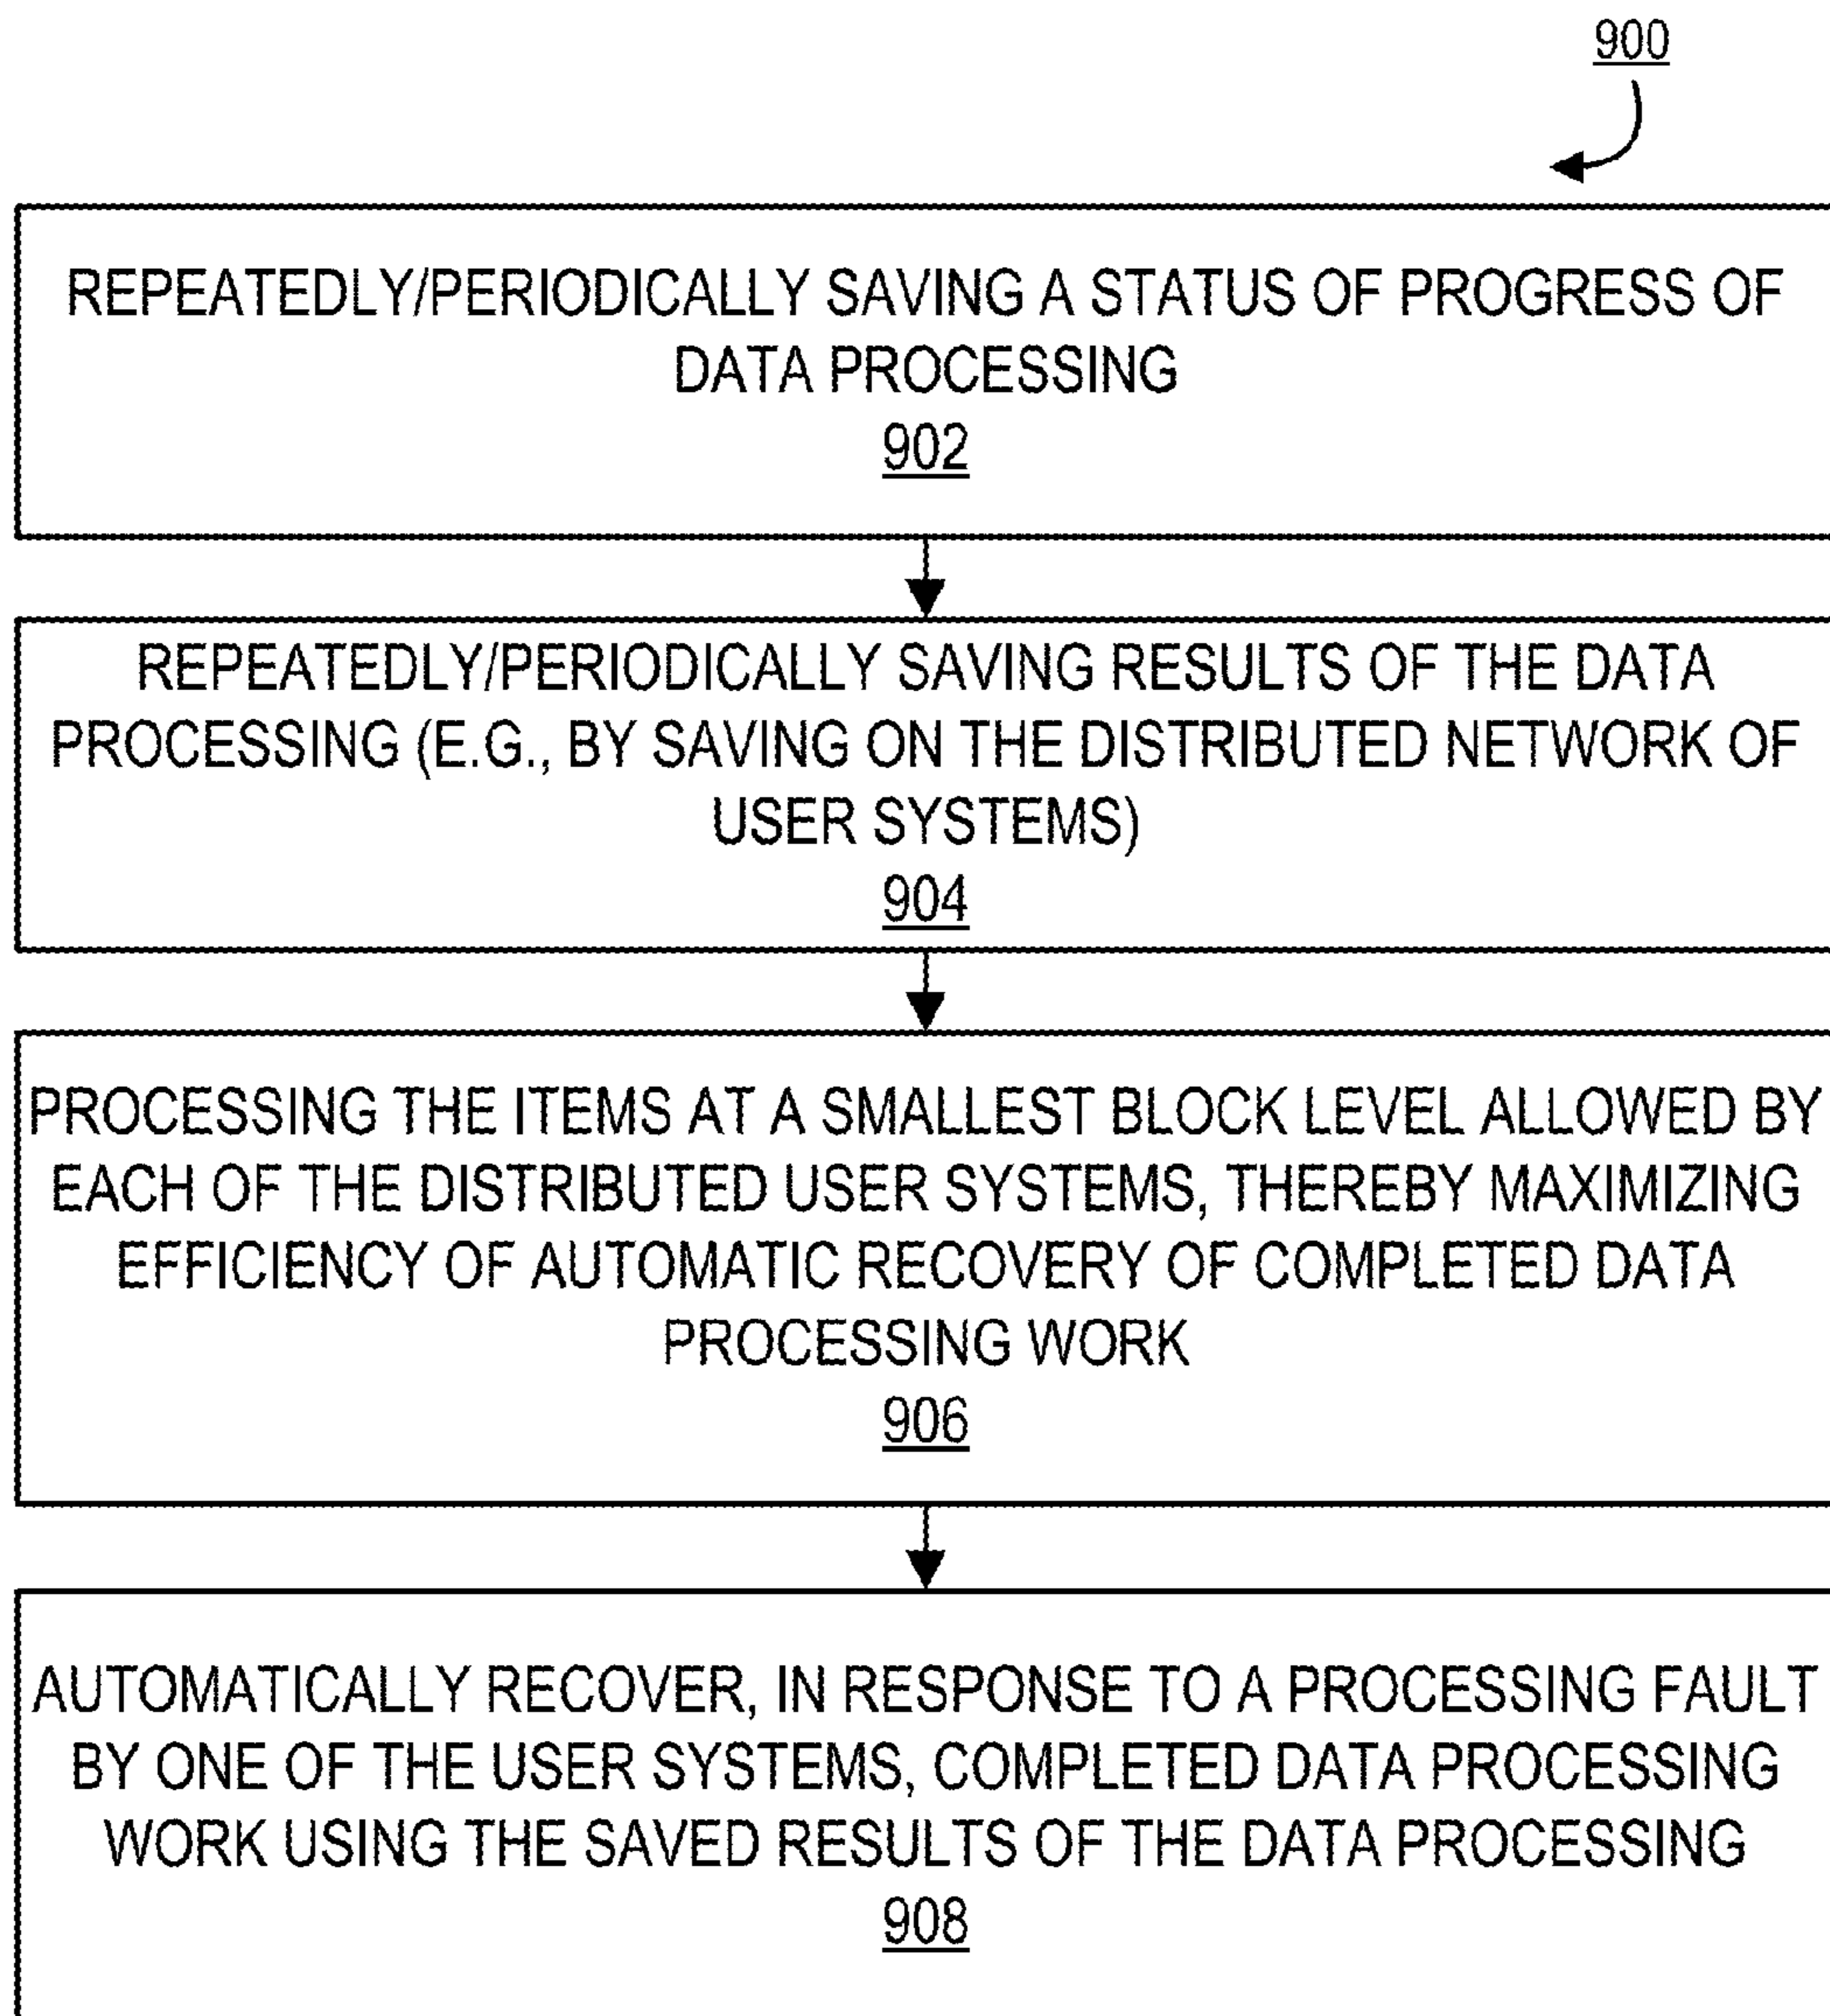 900
REPEATEDLY/PERIODICALLY SAVING A STATUS OF PROGRESS OF
DATA PROCESSING
902
REPEATEDLY/PERIODICALLY SAVING RESULTS OF THE DATA
PROCESSING (E.G., BY SAVING ON THE DISTRIBUTED NETWORK OF
USER SYSTEMS)
904
PROCESSING THE ITEMS AT A SMALLEST BLOCK LEVEL ALLOWED BY
EACH OF THE DISTRIBUTED USER SYSTEMS, THEREBY MAXIMIZING
EFFICIENCY OF AUTOMATIC RECOVERY OF COMPLETED DATA
PROCESSING WORK
906
AUTOMATICALLY RECOVER, IN RESPONSE TO A PROCESSING FAULT
BY ONE OF THE USER SYSTEMS, COMPLETED DATA PROCESSING
WORK USING THE SAVED RESULTS OF THE DATA PROCESSING
908